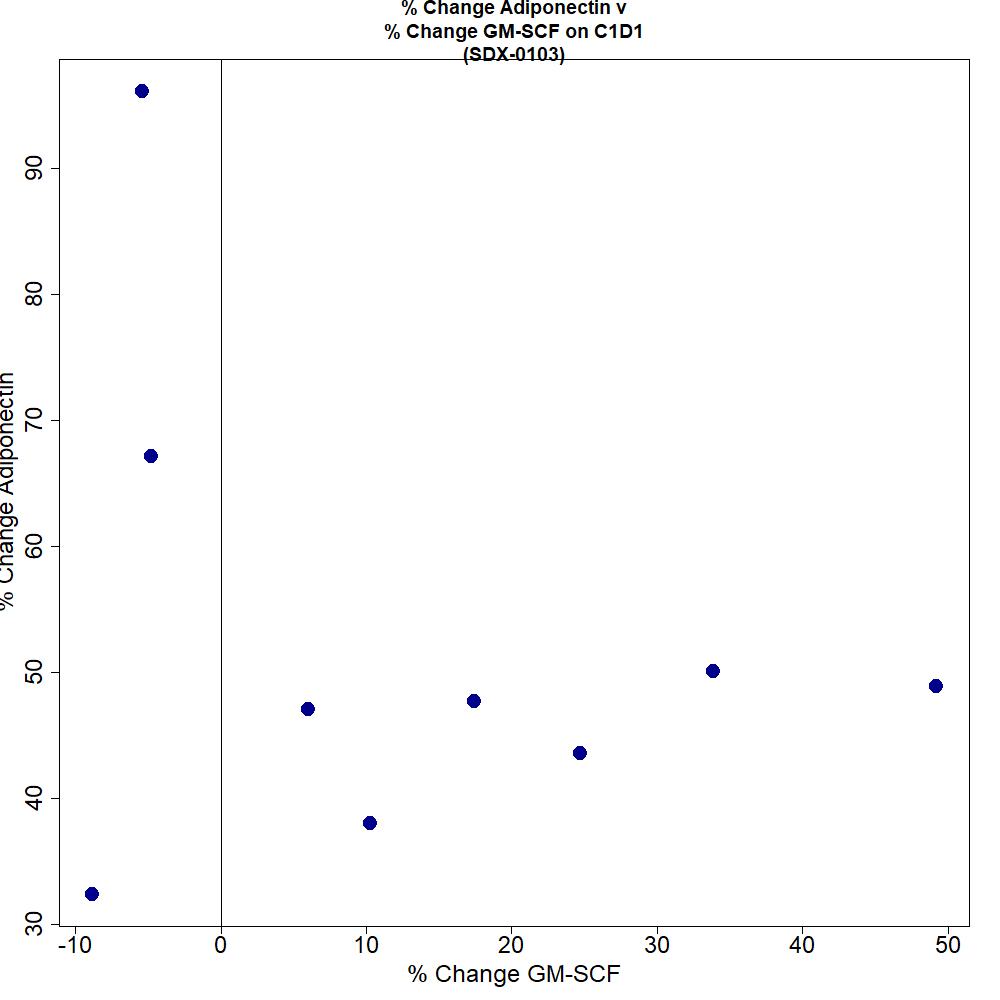 % Change Adiponectin v
% Change GM-SCF on C1D1
(SDX-0103)
% Change Adiponectin
90
80
70
60
50
40
30
-10 0 10 20 30 40 50
% Change GM-SCF